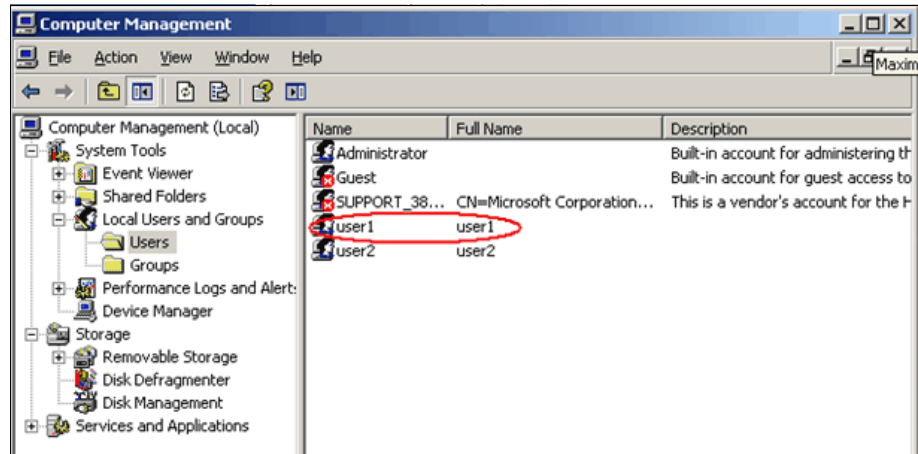 Computer Management
File Action View Window Help
Maxim
Computer Management (Local)
System Tools
Event Viewer
Shared Folders
Local Users and Groups
Users
Groups
Performance Logs and Alert:
Device Manager
Storage
Removable Storage
Disk Defragmenter
Disk Management
Services and Applications
Name Full Name Description
Administrator Built-in account for administering th
Guest Built-in account for guest access to
SUPPORT_38... CN=Microsoft Corporation... This is a vendor's account for the H
user1 user1
user2 user2